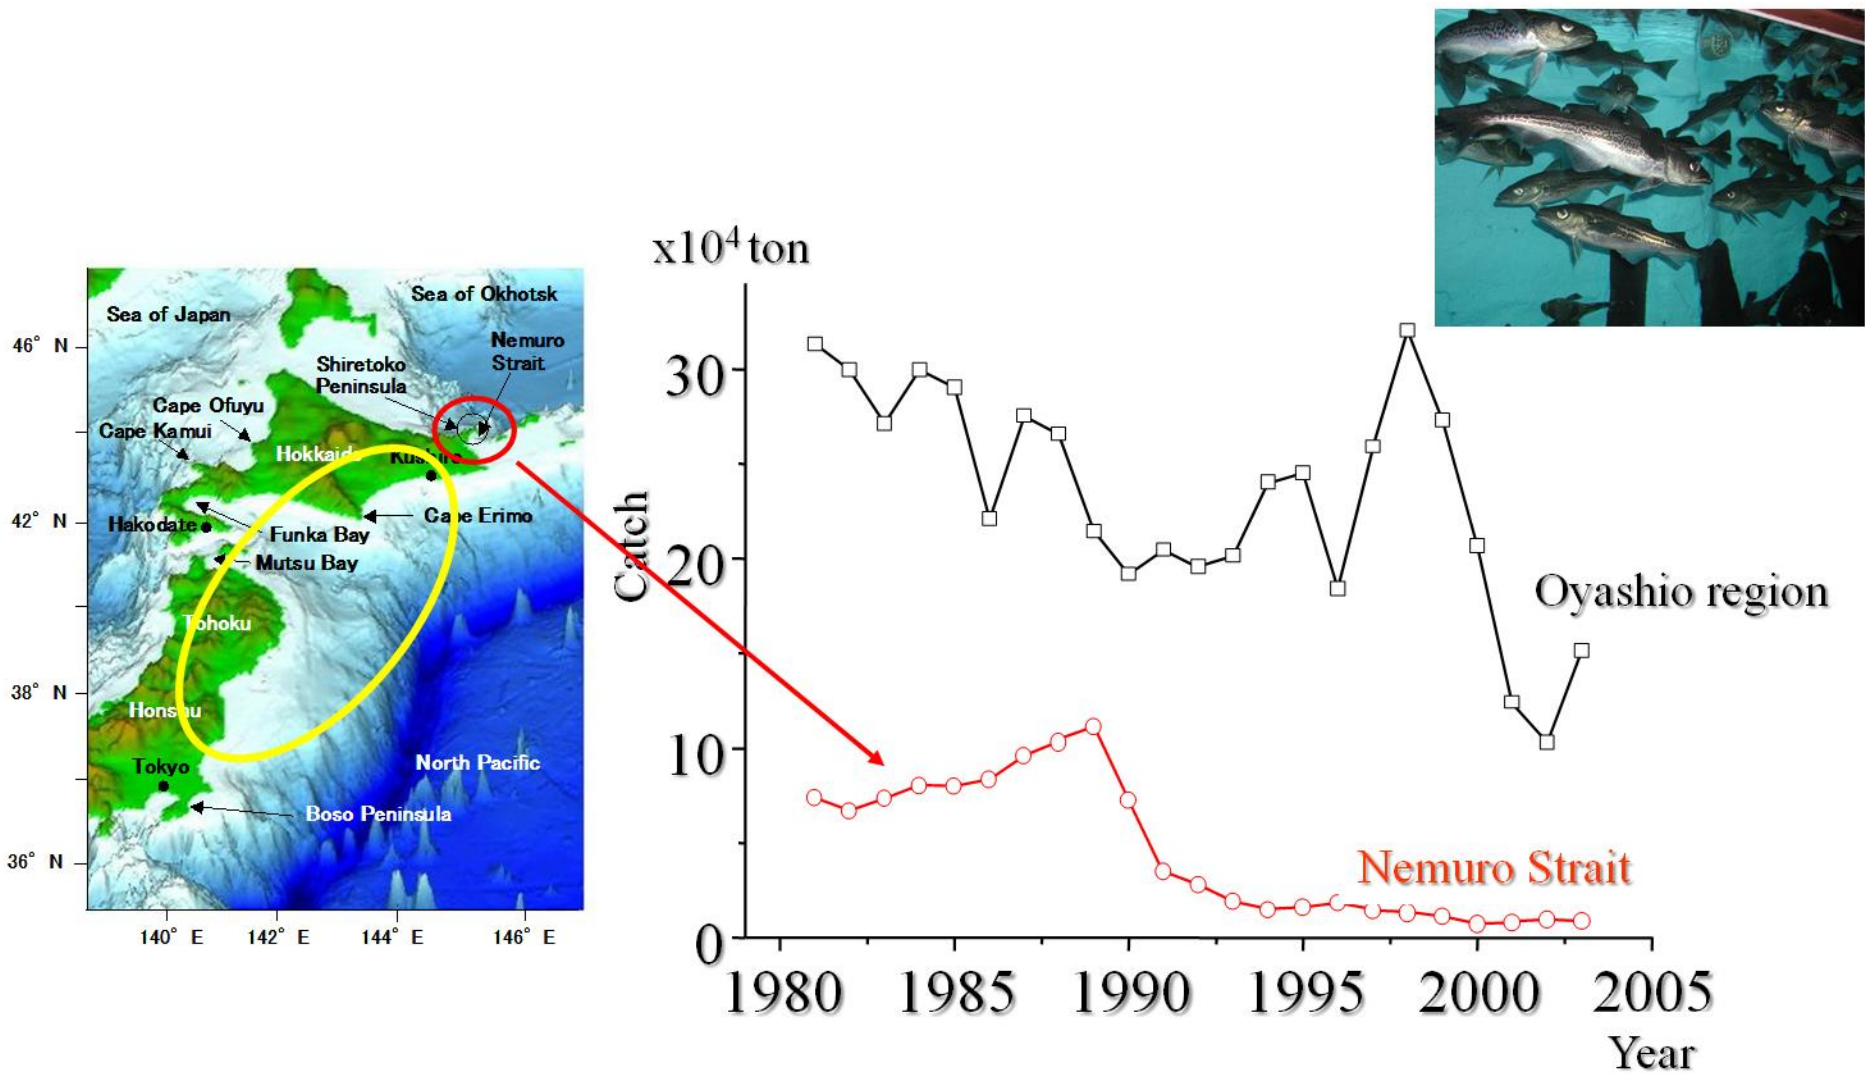 Sea of Japan
Sea of Okhotsk
46° N
Nemuro
Strait
Shiretoko
Peninsula
Cape Ofuyu
Cape Kamui
Hokkaido
Kushiro
42° N
Hakodate
Cape Erimo
Funka Bay
Mutsu Bay
Tohoku
38° N
Honshu
North Pacific
Tokyo
Boso Peninsula
36° N
140° E
142° E
144° E
146° E
x10⁴ ton
30
20
10
0
Catch
Oyashio region
Nemuro Strait
1980
1985
1990
1995
2000
2005
Year